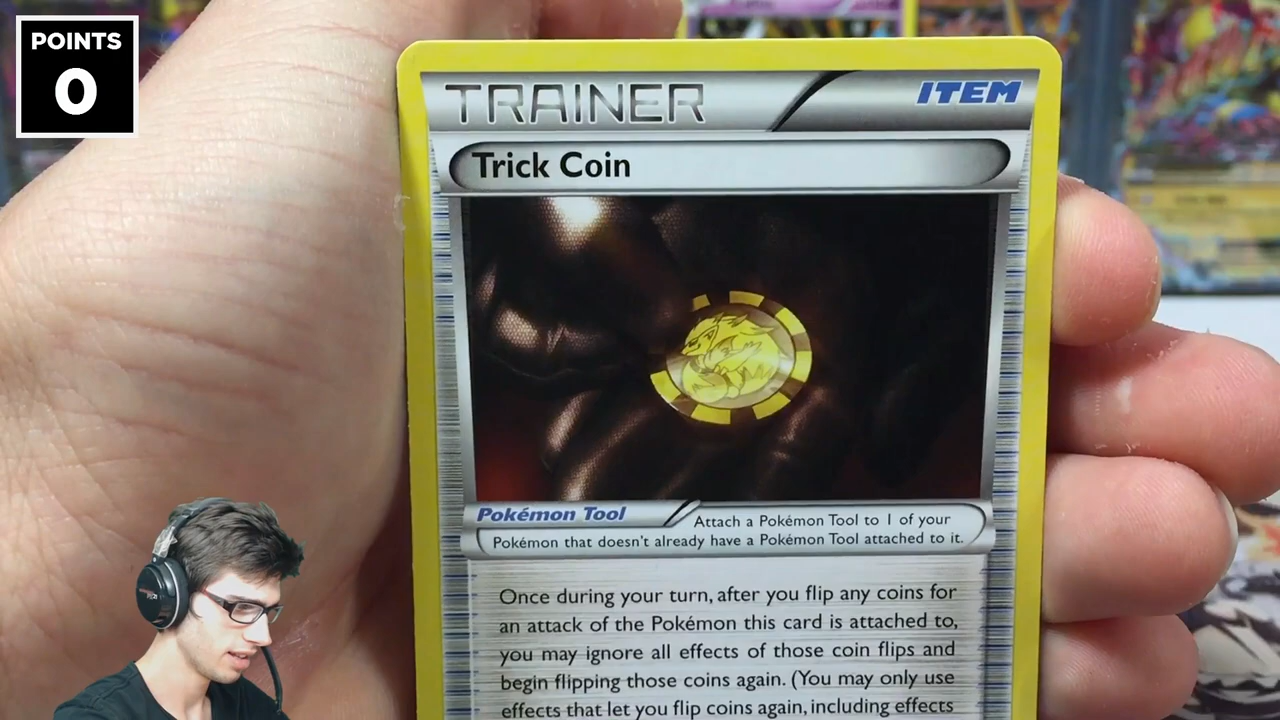 POINTS
0
TRAINER
ITEM
Trick Coin
Pokémon Tool
Attach a Pokémon Tool to 1 of your
Pokémon that doesn't already have a Pokémon Tool attached to it.
Once during your turn, after you flip any coins for
an attack of the Pokémon this card is attached to,
you may ignore all effects of those coin flips and
begin flipping those coins again. (You may only use
effects that let you flip coins again, including effects